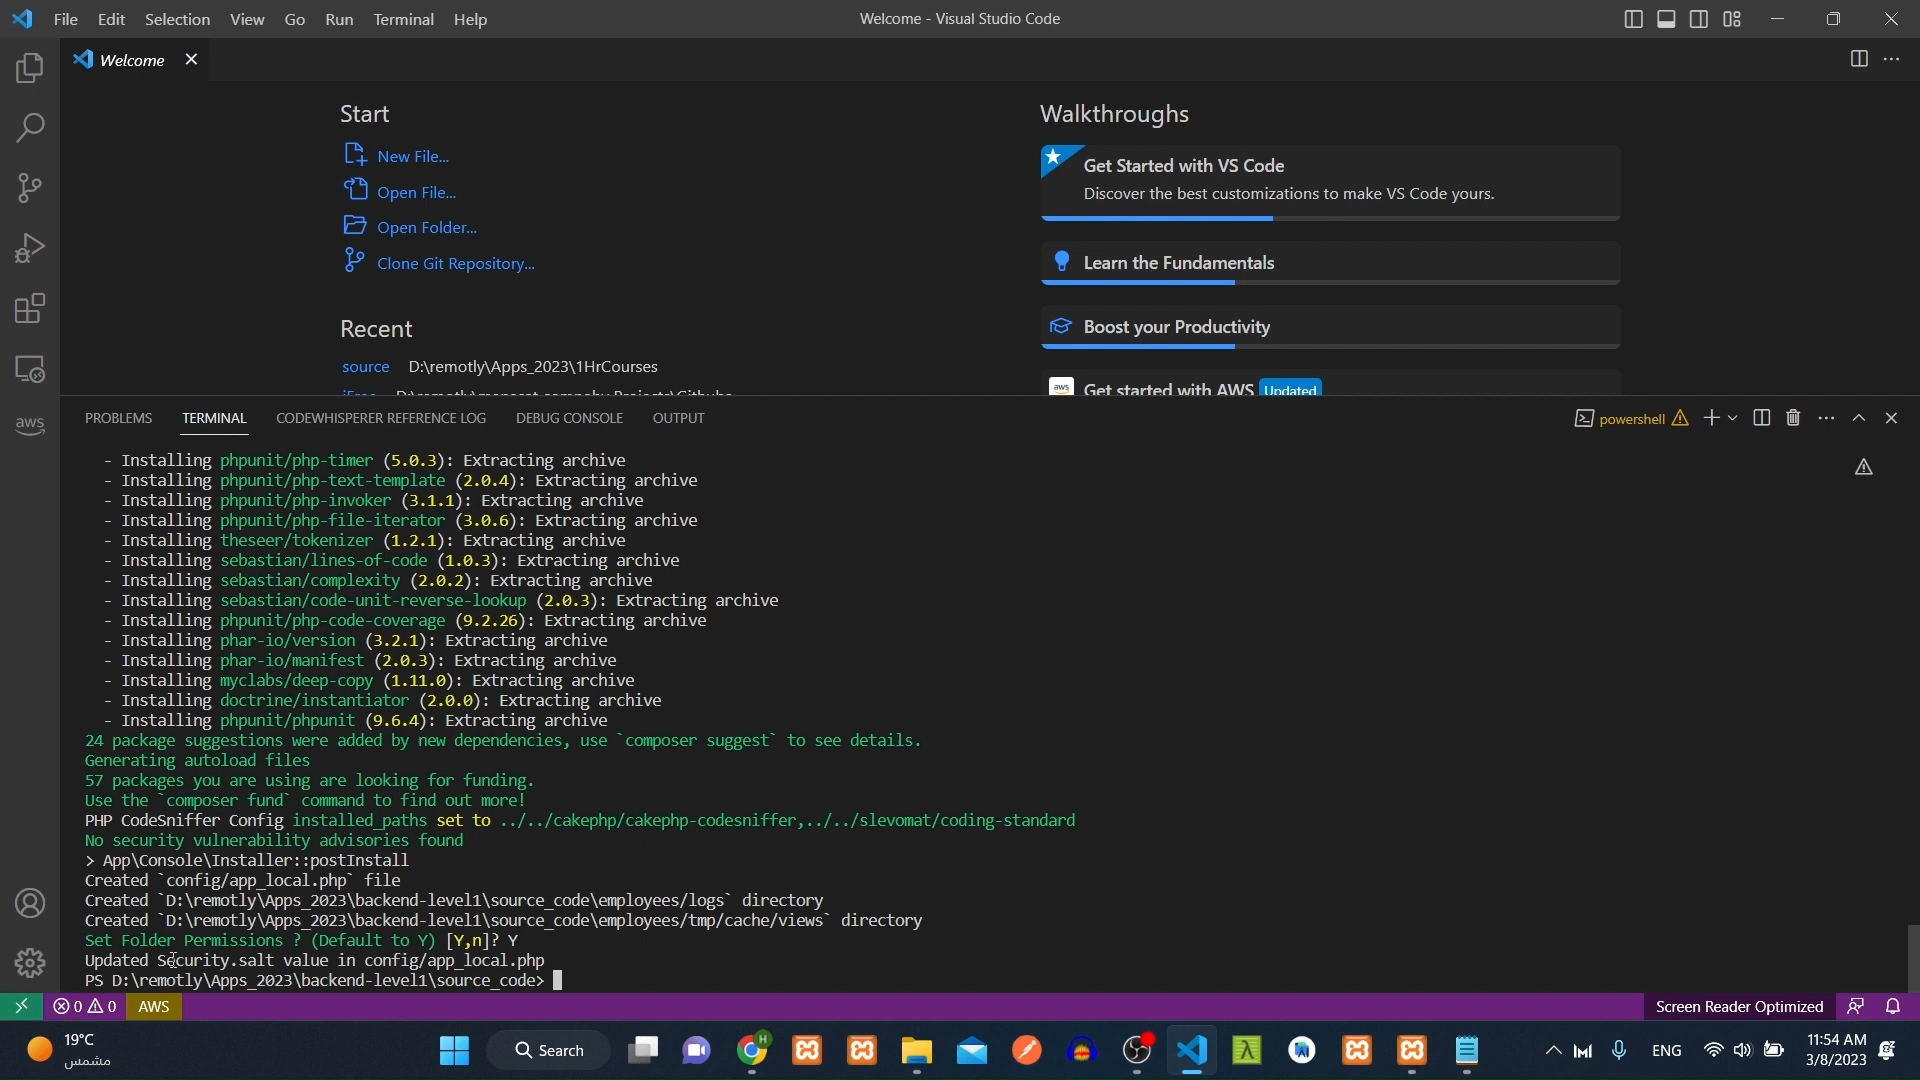 File Edit Selection View Go Run Terminal Help
Welcome - Visual Studio Code
Welcome
Start
New File...
Open File...
Open Folder...
Clone Git Repository...
Recent
source D:\remotly\Apps_2023\1HrCourses
Walkthroughs
Get Started with VS Code
Discover the best customizations to make VS Code yours.
Learn the Fundamentals
Boost your Productivity
aws Get started with AWS Updated
aws
PROBLEMS TERMINAL CODEWHISPERER REFERENCE LOG DEBUG CONSOLE OUTPUT
powershell
- Installing phpunit/php-timer (5.0.3): Extracting archive
- Installing phpunit/php-text-template (2.0.4): Extracting archive
- Installing phpunit/php-invoker (3.1.1): Extracting archive
- Installing phpunit/php-file-iterator (3.0.6): Extracting archive
- Installing theseer/tokenizer (1.2.1): Extracting archive
- Installing sebastian/lines-of-code (1.0.3): Extracting archive
- Installing sebastian/complexity (2.0.2): Extracting archive
- Installing sebastian/code-unit-reverse-lookup (2.0.3): Extracting archive
- Installing phpunit/php-code-coverage (9.2.26): Extracting archive
- Installing phar-io/version (3.2.1): Extracting archive
- Installing phar-io/manifest (2.0.3): Extracting archive
- Installing myclabs/deep-copy (1.11.0): Extracting archive
- Installing doctrine/instantiator (2.0.0): Extracting archive
- Installing phpunit/phpunit (9.6.4): Extracting archive
24 package suggestions were added by new dependencies, use `composer suggest` to see details.
Generating autoload files
57 packages you are using are looking for funding.
Use the `composer fund` command to find out more!
PHP CodeSniffer Config installed_paths set to ../../cakephp/cakephp-codesniffer,../../slevomat/coding-standard
No security vulnerability advisories found
> App\Console\Installer::postInstall
Created `config/app_local.php` file
Created `D:\remotly\Apps_2023\backend-level1\source_code\employees/logs` directory
Created `D:\remotly\Apps_2023\backend-level1\source_code\employees/tmp/cache/views` directory
Set Folder Permissions ? (Default to Y) [Y,n]? Y
Updated Security.salt value in config/app_local.php
PS D:\remotly\Apps_2023\backend-level1\source_code>
0 0 AWS
Screen Reader Optimized
19°C
مشمس
Search
H
ENG
11:54 AM
3/8/2023